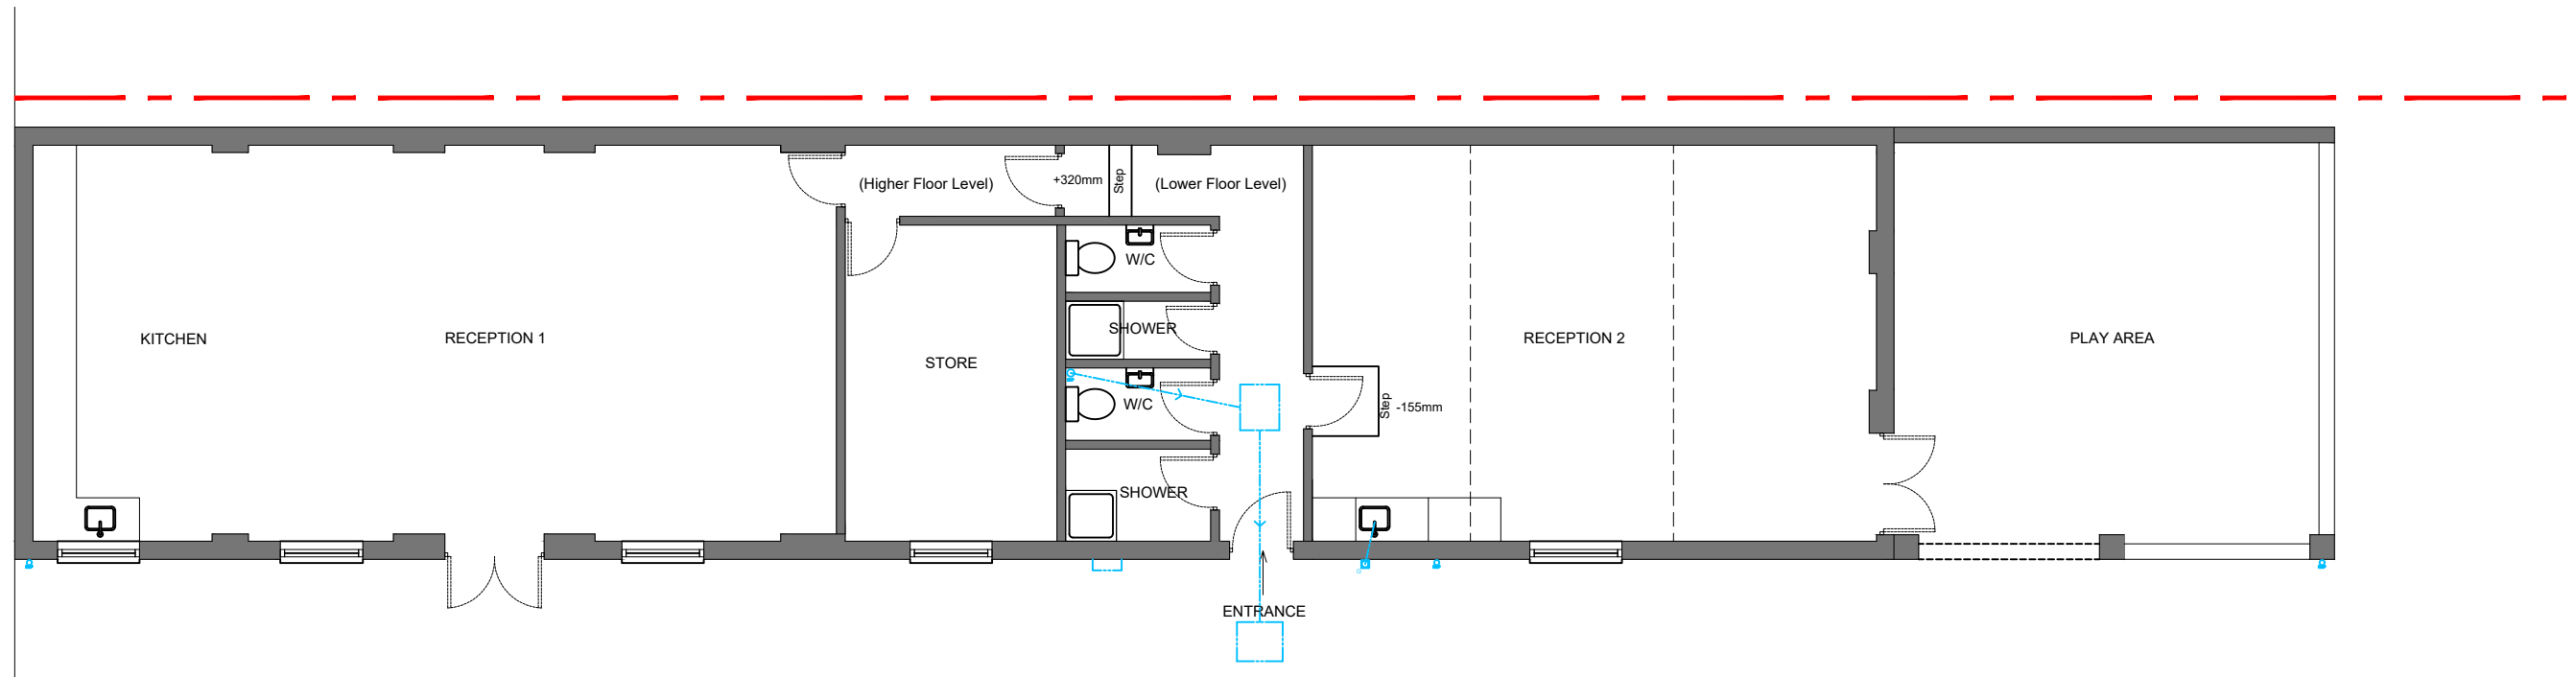 (Higher Floor Level)
+320mm
Step
(Lower Floor Level)
W/C
KITCHEN
RECEPTION 1
SHOWER
RECEPTION 2
PLAY AREA
STORE
W/C
Step
-155mm
SHOWER
ENTRANCE